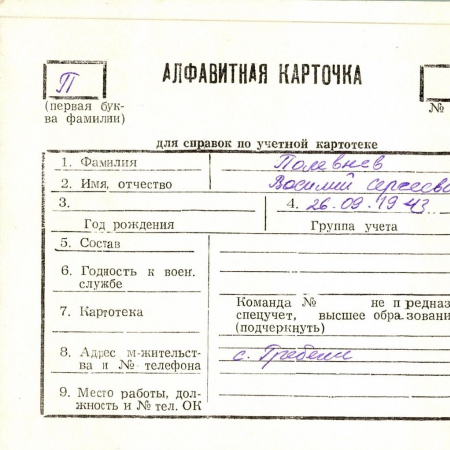 АЛФАВИТНАЯ КАРТОЧКА
П
(первая бук-
ва фамилии)
№
для справок по учетной картотеке
1. Фамилия Полевнев
2. Имя, отчество Василий Сергееви
3. 4. 26.09.1943
Год рождения Группа учета
5. Состав
6. Годность к воен.
службе
7. Картотека
Команда № не предназ
спецучет, высшее образовани
(подчеркнуть)
8. Адрес м-жительст-
ва и № телефона
с. Гребени
9. Место работы, дол-
жность и № тел. ОК